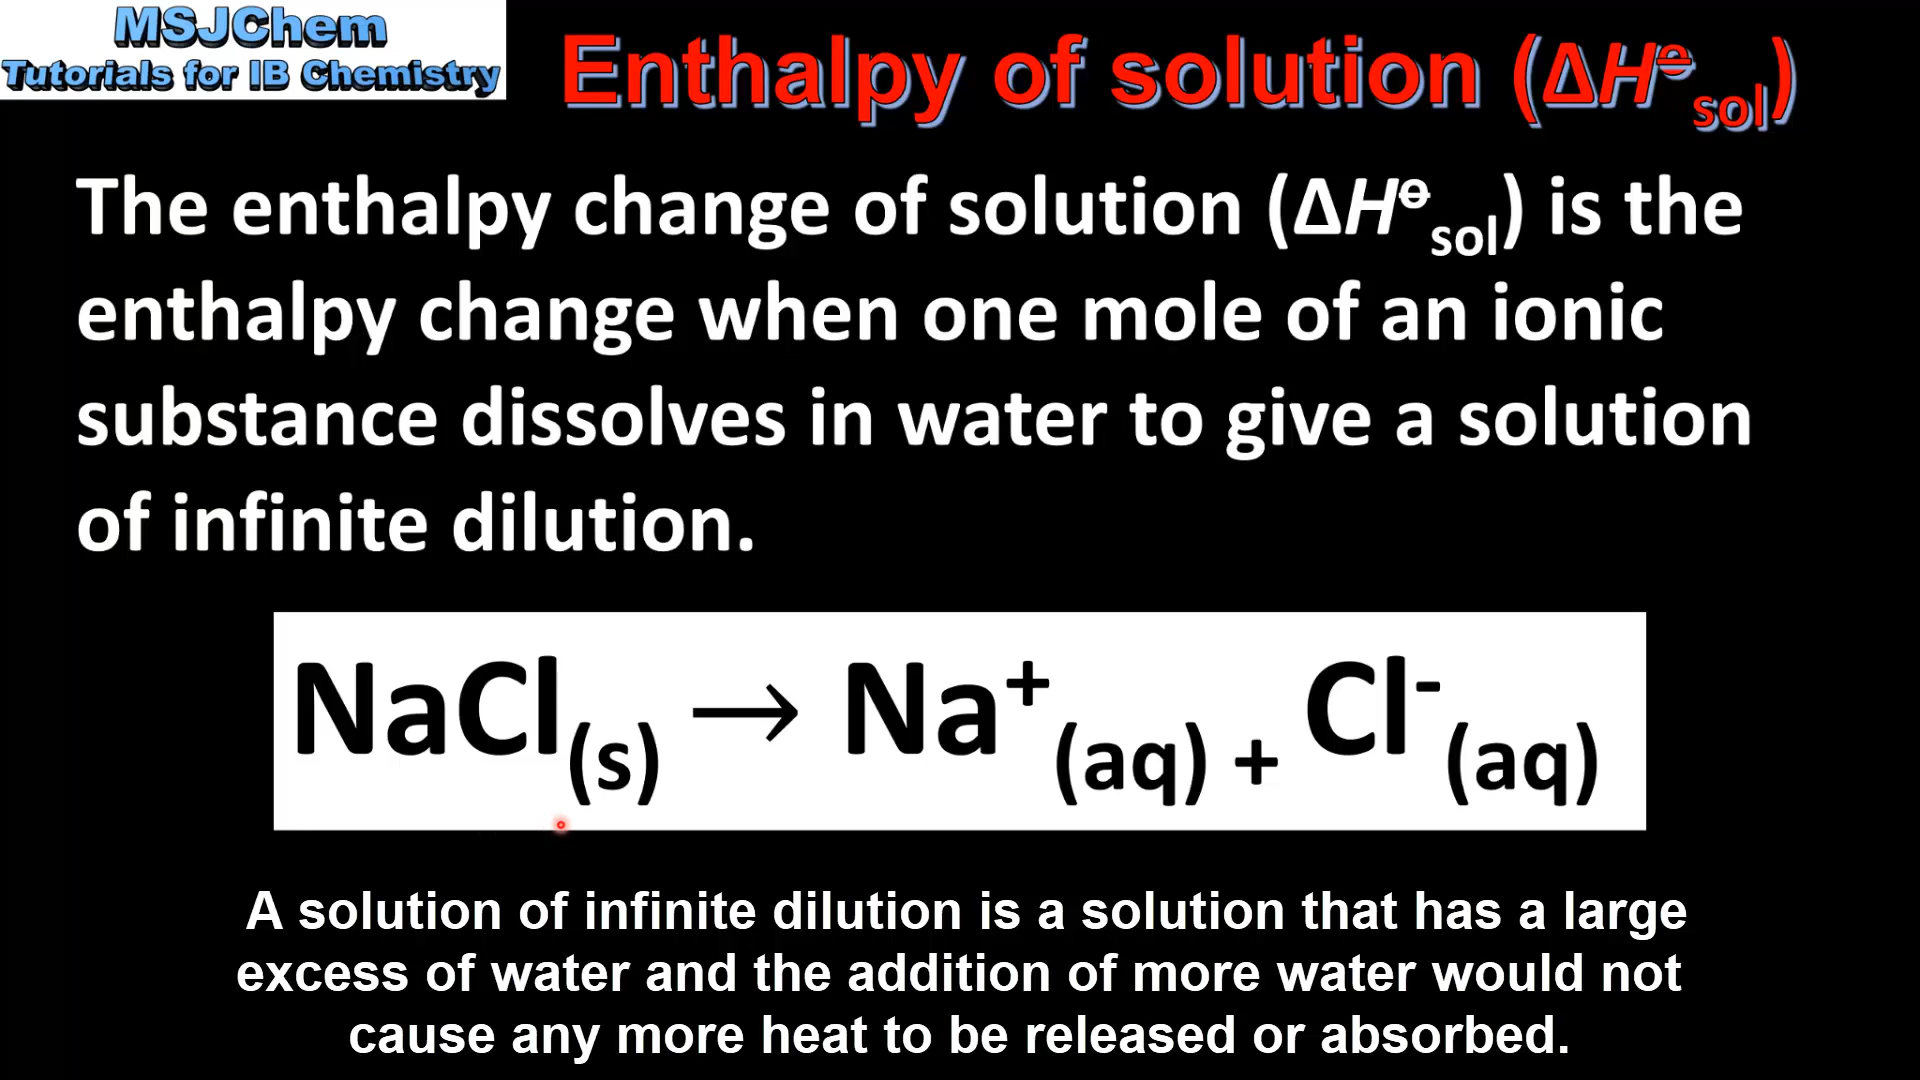 MSJChem
Tutorials for IB Chemistry
Enthalpy of solution (ΔH⦵sol)
The enthalpy change of solution (ΔH⦵sol) is the
enthalpy change when one mole of an ionic
substance dissolves in water to give a solution
of infinite dilution.
NaCl(s) → Na⁺(aq) + Cl⁻(aq)
A solution of infinite dilution is a solution that has a large
excess of water and the addition of more water would not
cause any more heat to be released or absorbed.